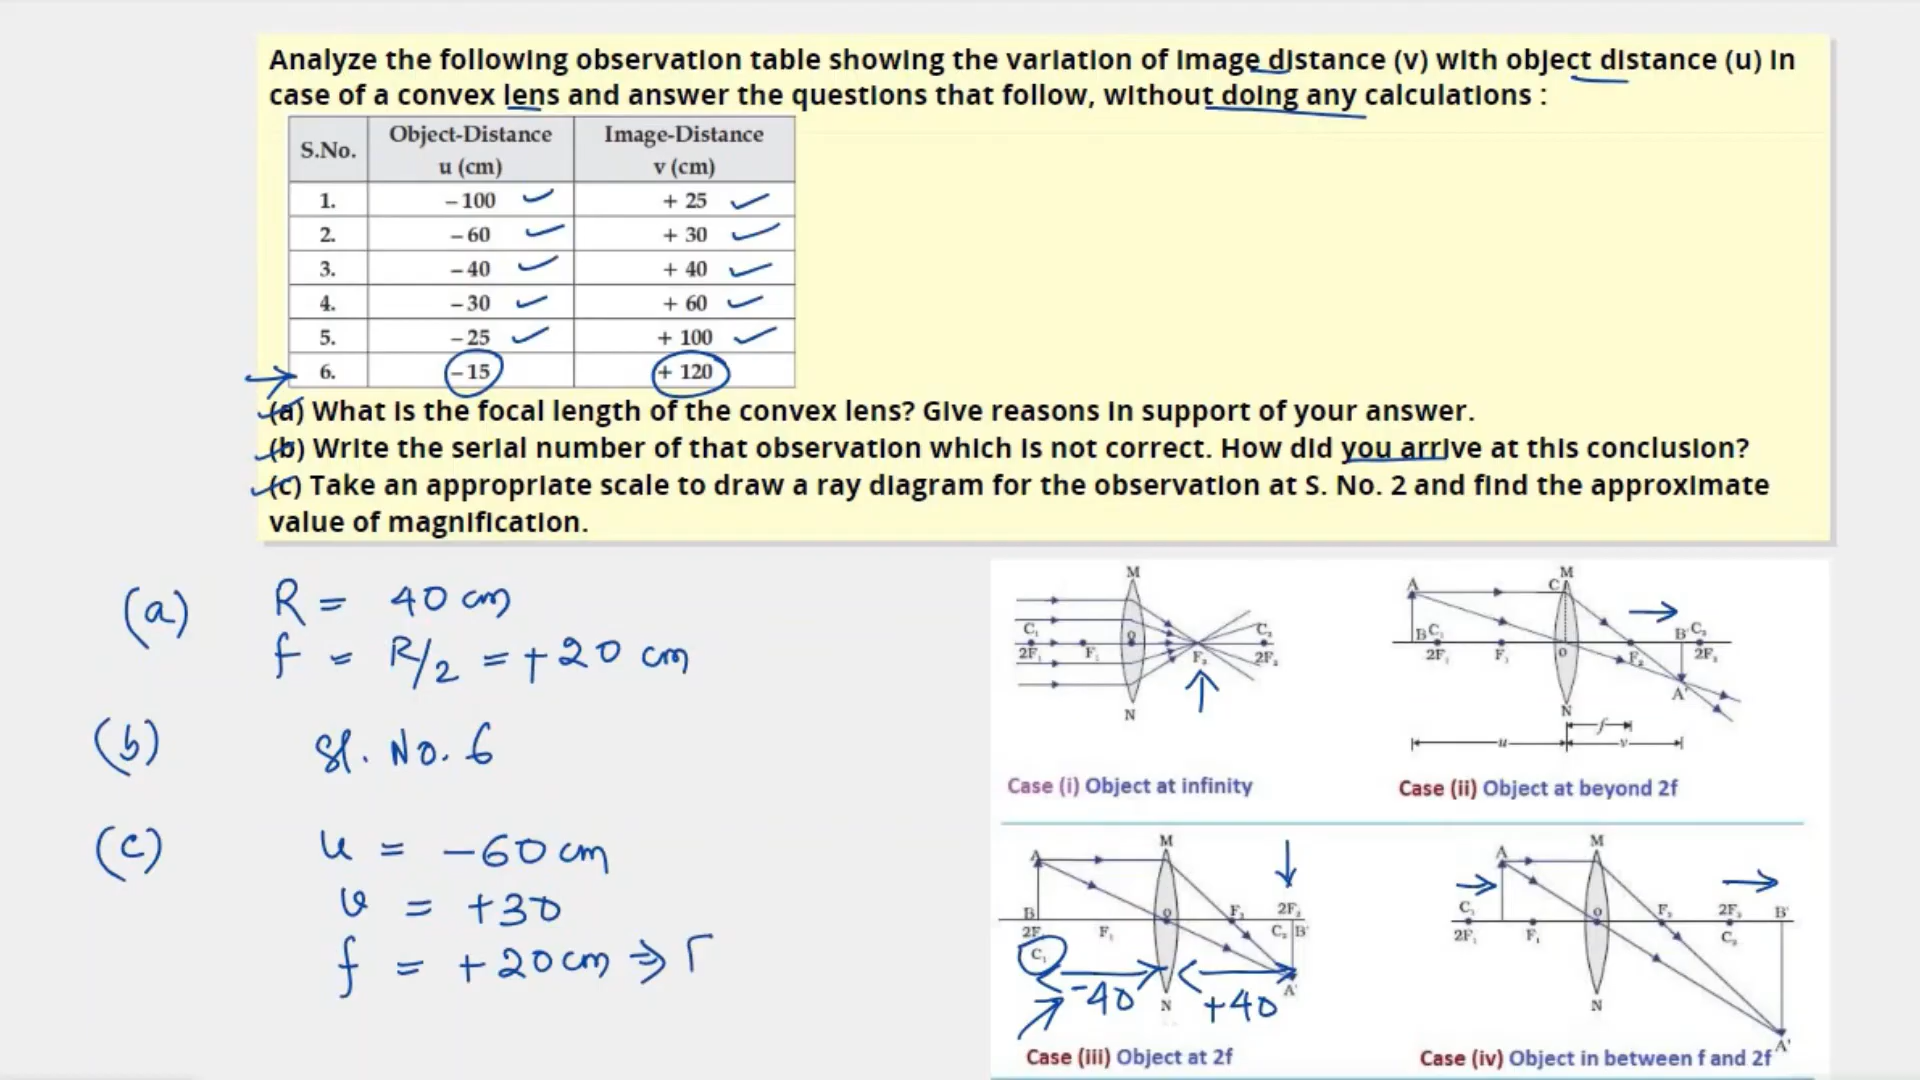 Analyze the following observation table showing the variation of image distance (v) with object distance (u) in
case of a convex lens and answer the questions that follow, without doing any calculations :
S.No. Object-Distance u (cm) Image-Distance v (cm)
1. – 100 + 25
2. – 60 + 30
3. – 40 + 40
4. – 30 + 60
5. – 25 + 100
6. – 15 + 120
(a) What is the focal length of the convex lens? Give reasons in support of your answer.
(b) Write the serial number of that observation which is not correct. How did you arrive at this conclusion?
(c) Take an appropriate scale to draw a ray diagram for the observation at S. No. 2 and find the approximate
value of magnification.
(a) R = 40 cm
f = R/2 = +20 cm
(b) Sl. No. 6
(c) u = -60 cm
v = +30
f = +20 cm ⇒ Γ
M
C₁ O C₂
2F₁ F₁ F₂ 2F₂
N
Case (i) Object at infinity
M
A C
B C₁ B' C₂
2F₁ F₁ O F₂ 2F₂
A'
N
f
u v
Case (ii) Object at beyond 2f
M
A
B O F₂ 2F₂
2F₁ F₁ C₂ B'
C₁
-40 +40 A'
N
Case (iii) Object at 2f
M
A
C₁ O F₂ 2F₂ B'
2F₁ F₁ C₂
N
A'
Case (iv) Object in between f and 2f